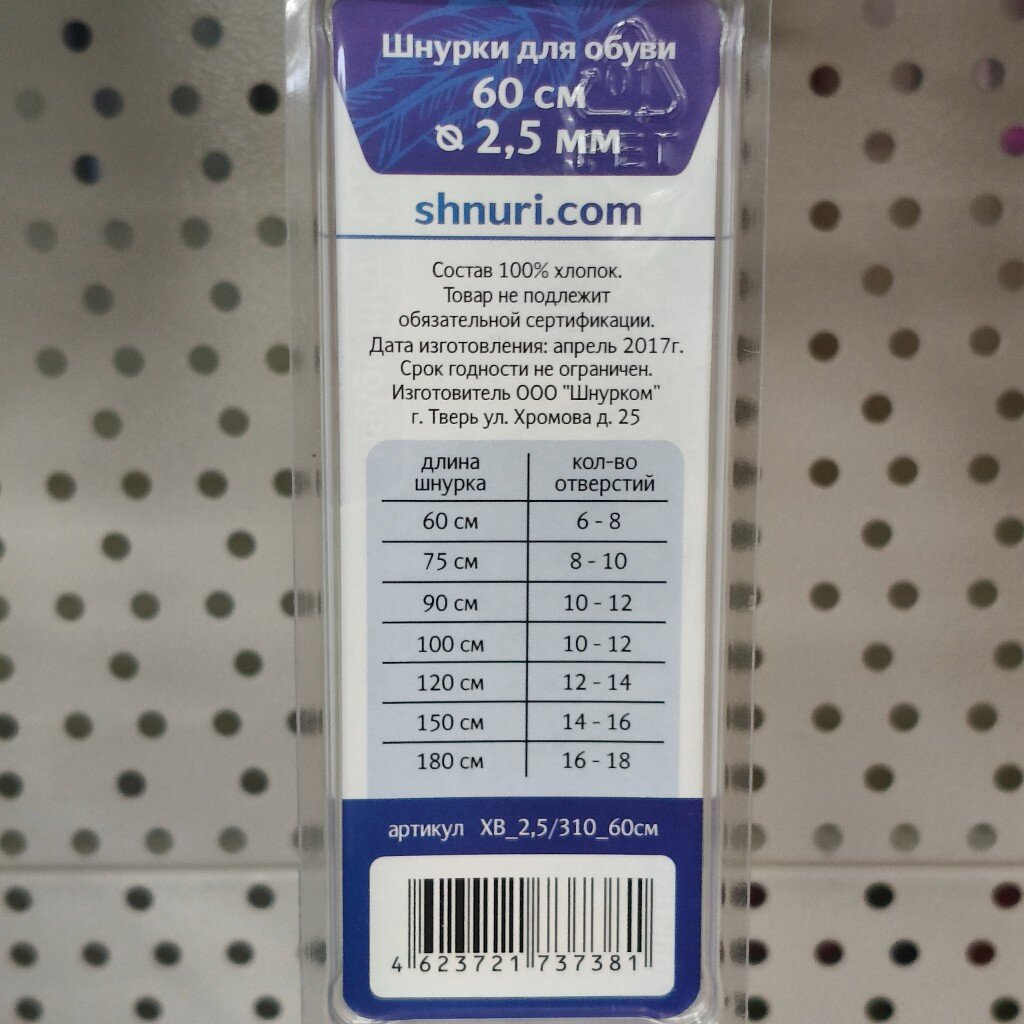 Шнурки для обуви
60 см
⌀ 2,5 мм
PET
shnuri.com
Состав 100% хлопок.
Товар не подлежит
обязательной сертификации.
Дата изготовления: апрель 2017г.
Срок годности не ограничен.
Изготовитель ООО "Шнурком"
г. Тверь ул. Хромова д. 25
длина шнурка кол-во отверстий
60 см 6 - 8
75 см 8 - 10
90 см 10 - 12
100 см 10 - 12
120 см 12 - 14
150 см 14 - 16
180 см 16 - 18
артикул ХВ_2,5/310_60см
4 623721 737381